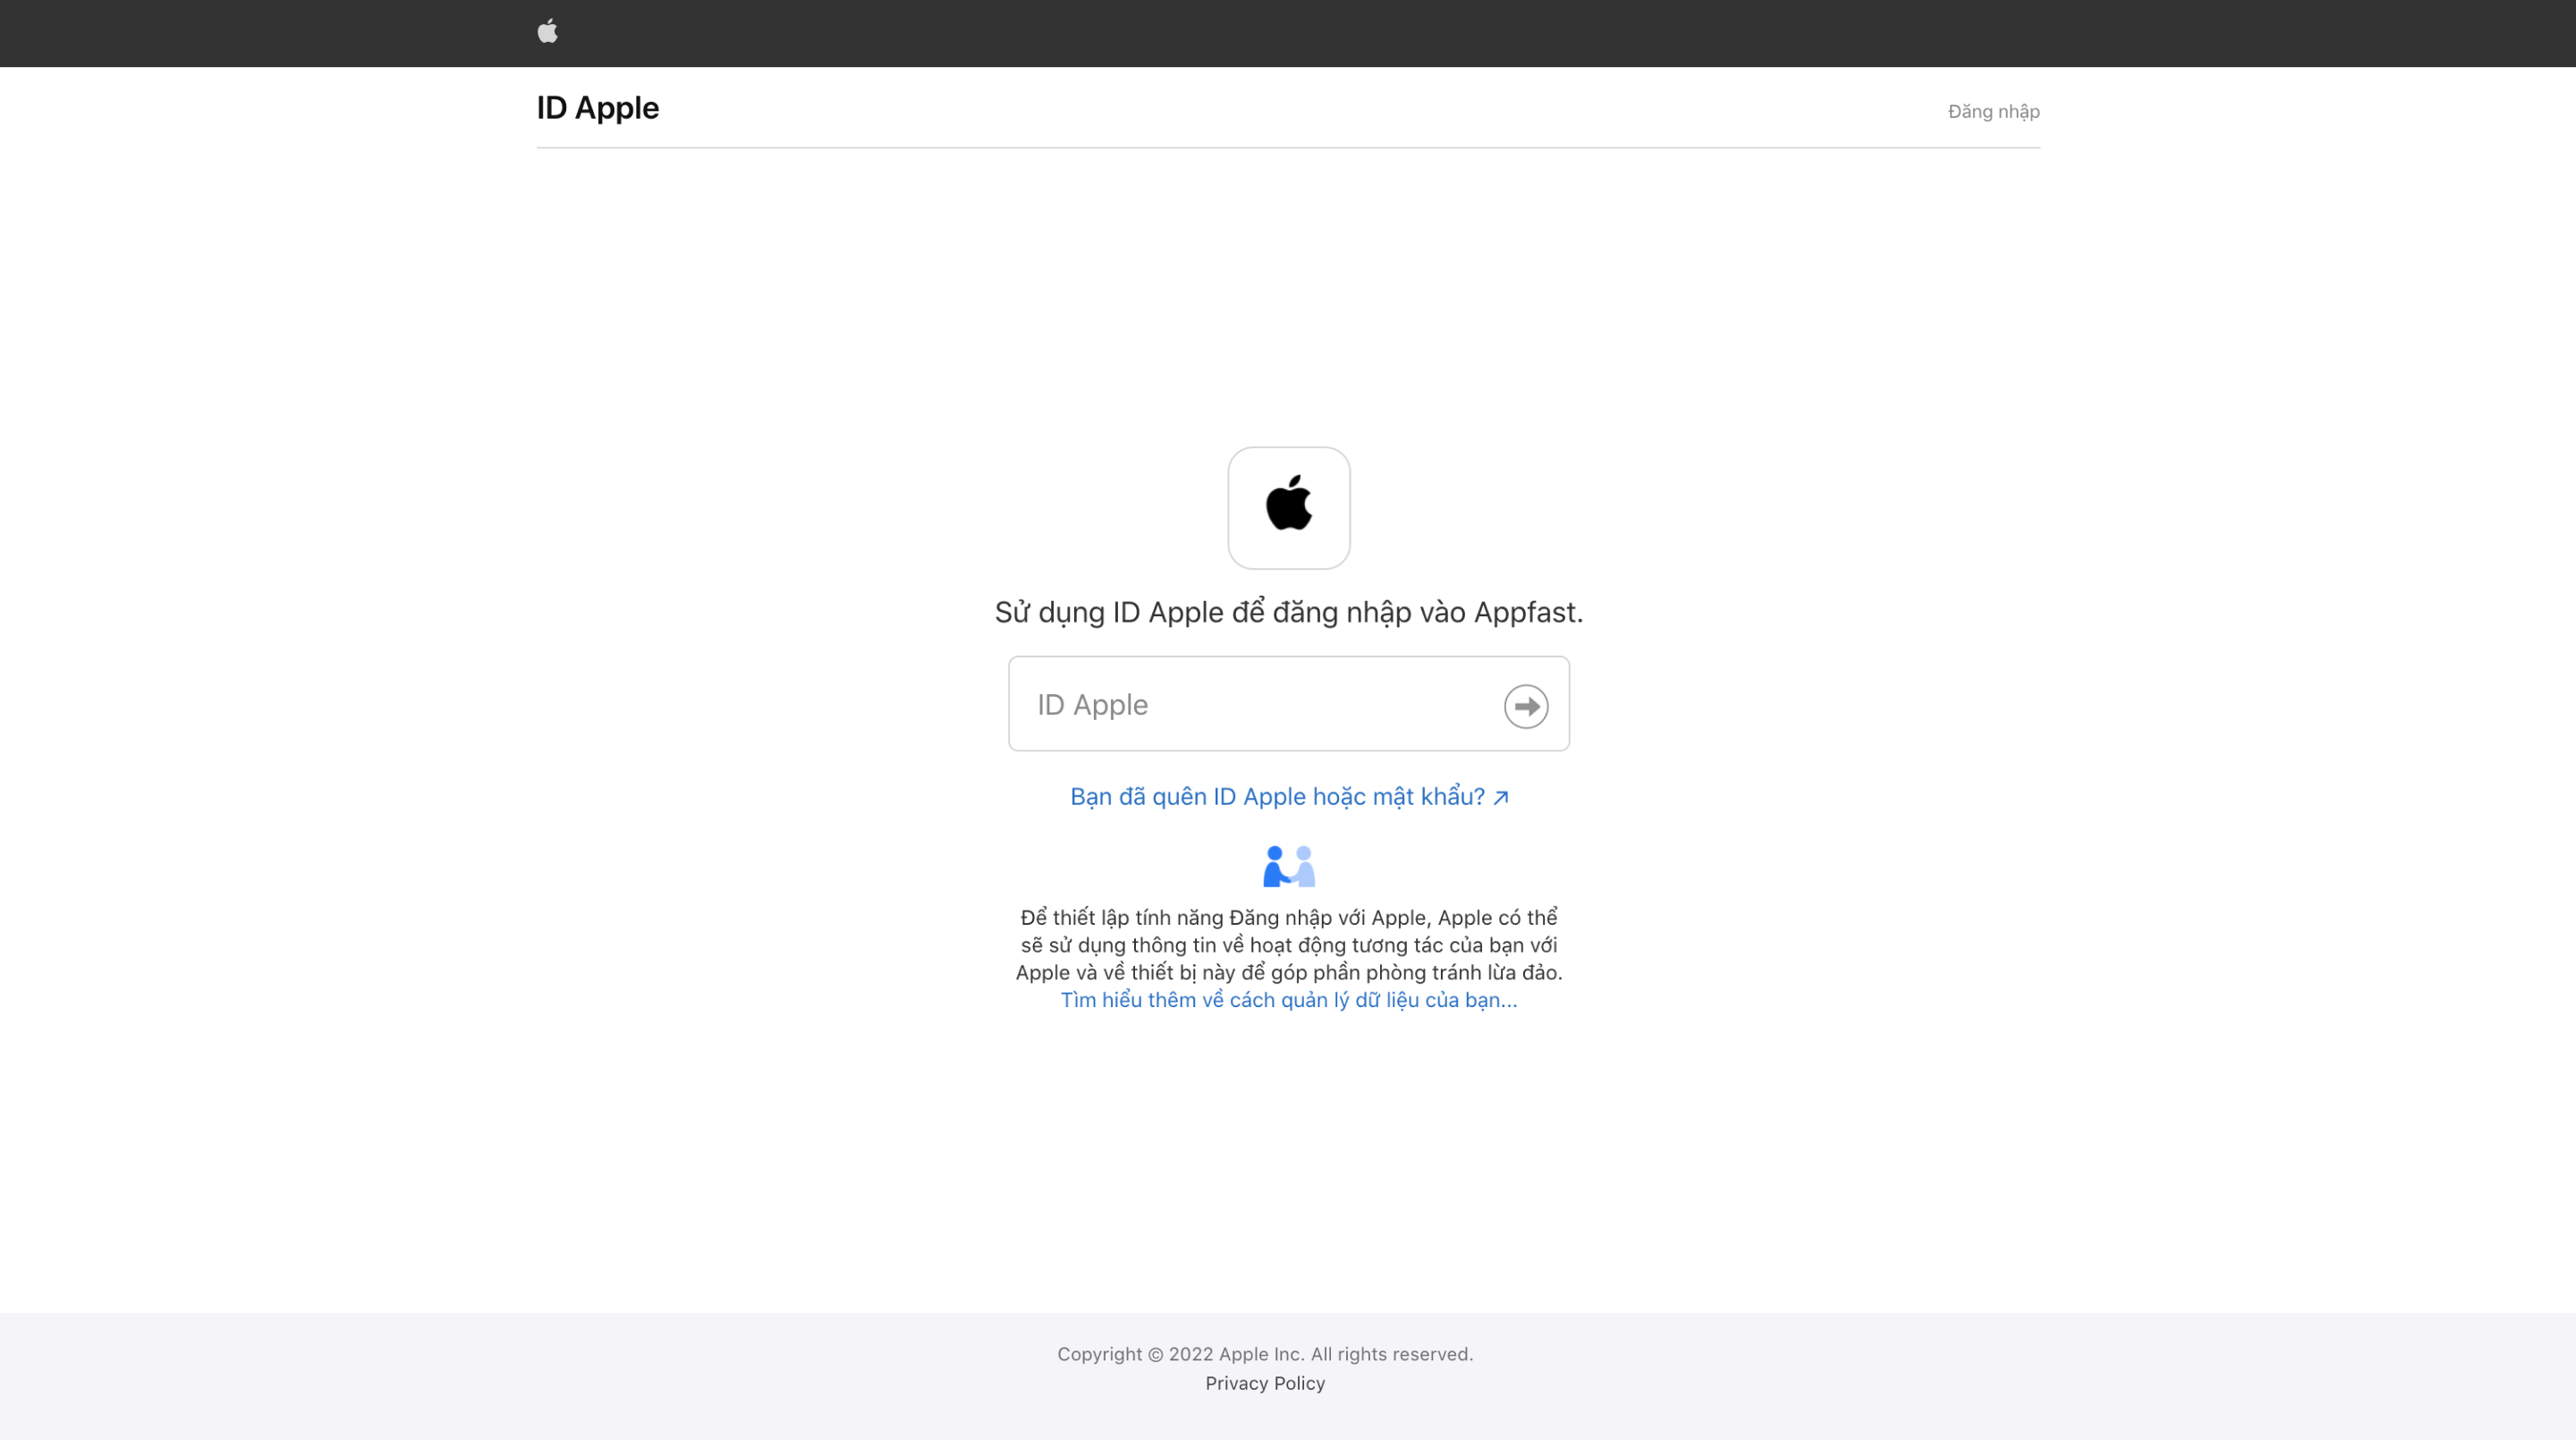 ID Apple
Đăng nhập
Sử dụng ID Apple để đăng nhập vào Appfast.
ID Apple
Bạn đã quên ID Apple hoặc mật khẩu? ↗
Để thiết lập tính năng Đăng nhập với Apple, Apple có thể
sẽ sử dụng thông tin về hoạt động tương tác của bạn với
Apple và về thiết bị này để góp phần phòng tránh lừa đảo.
Tìm hiểu thêm về cách quản lý dữ liệu của bạn...
Copyright © 2022 Apple Inc. All rights reserved.
Privacy Policy